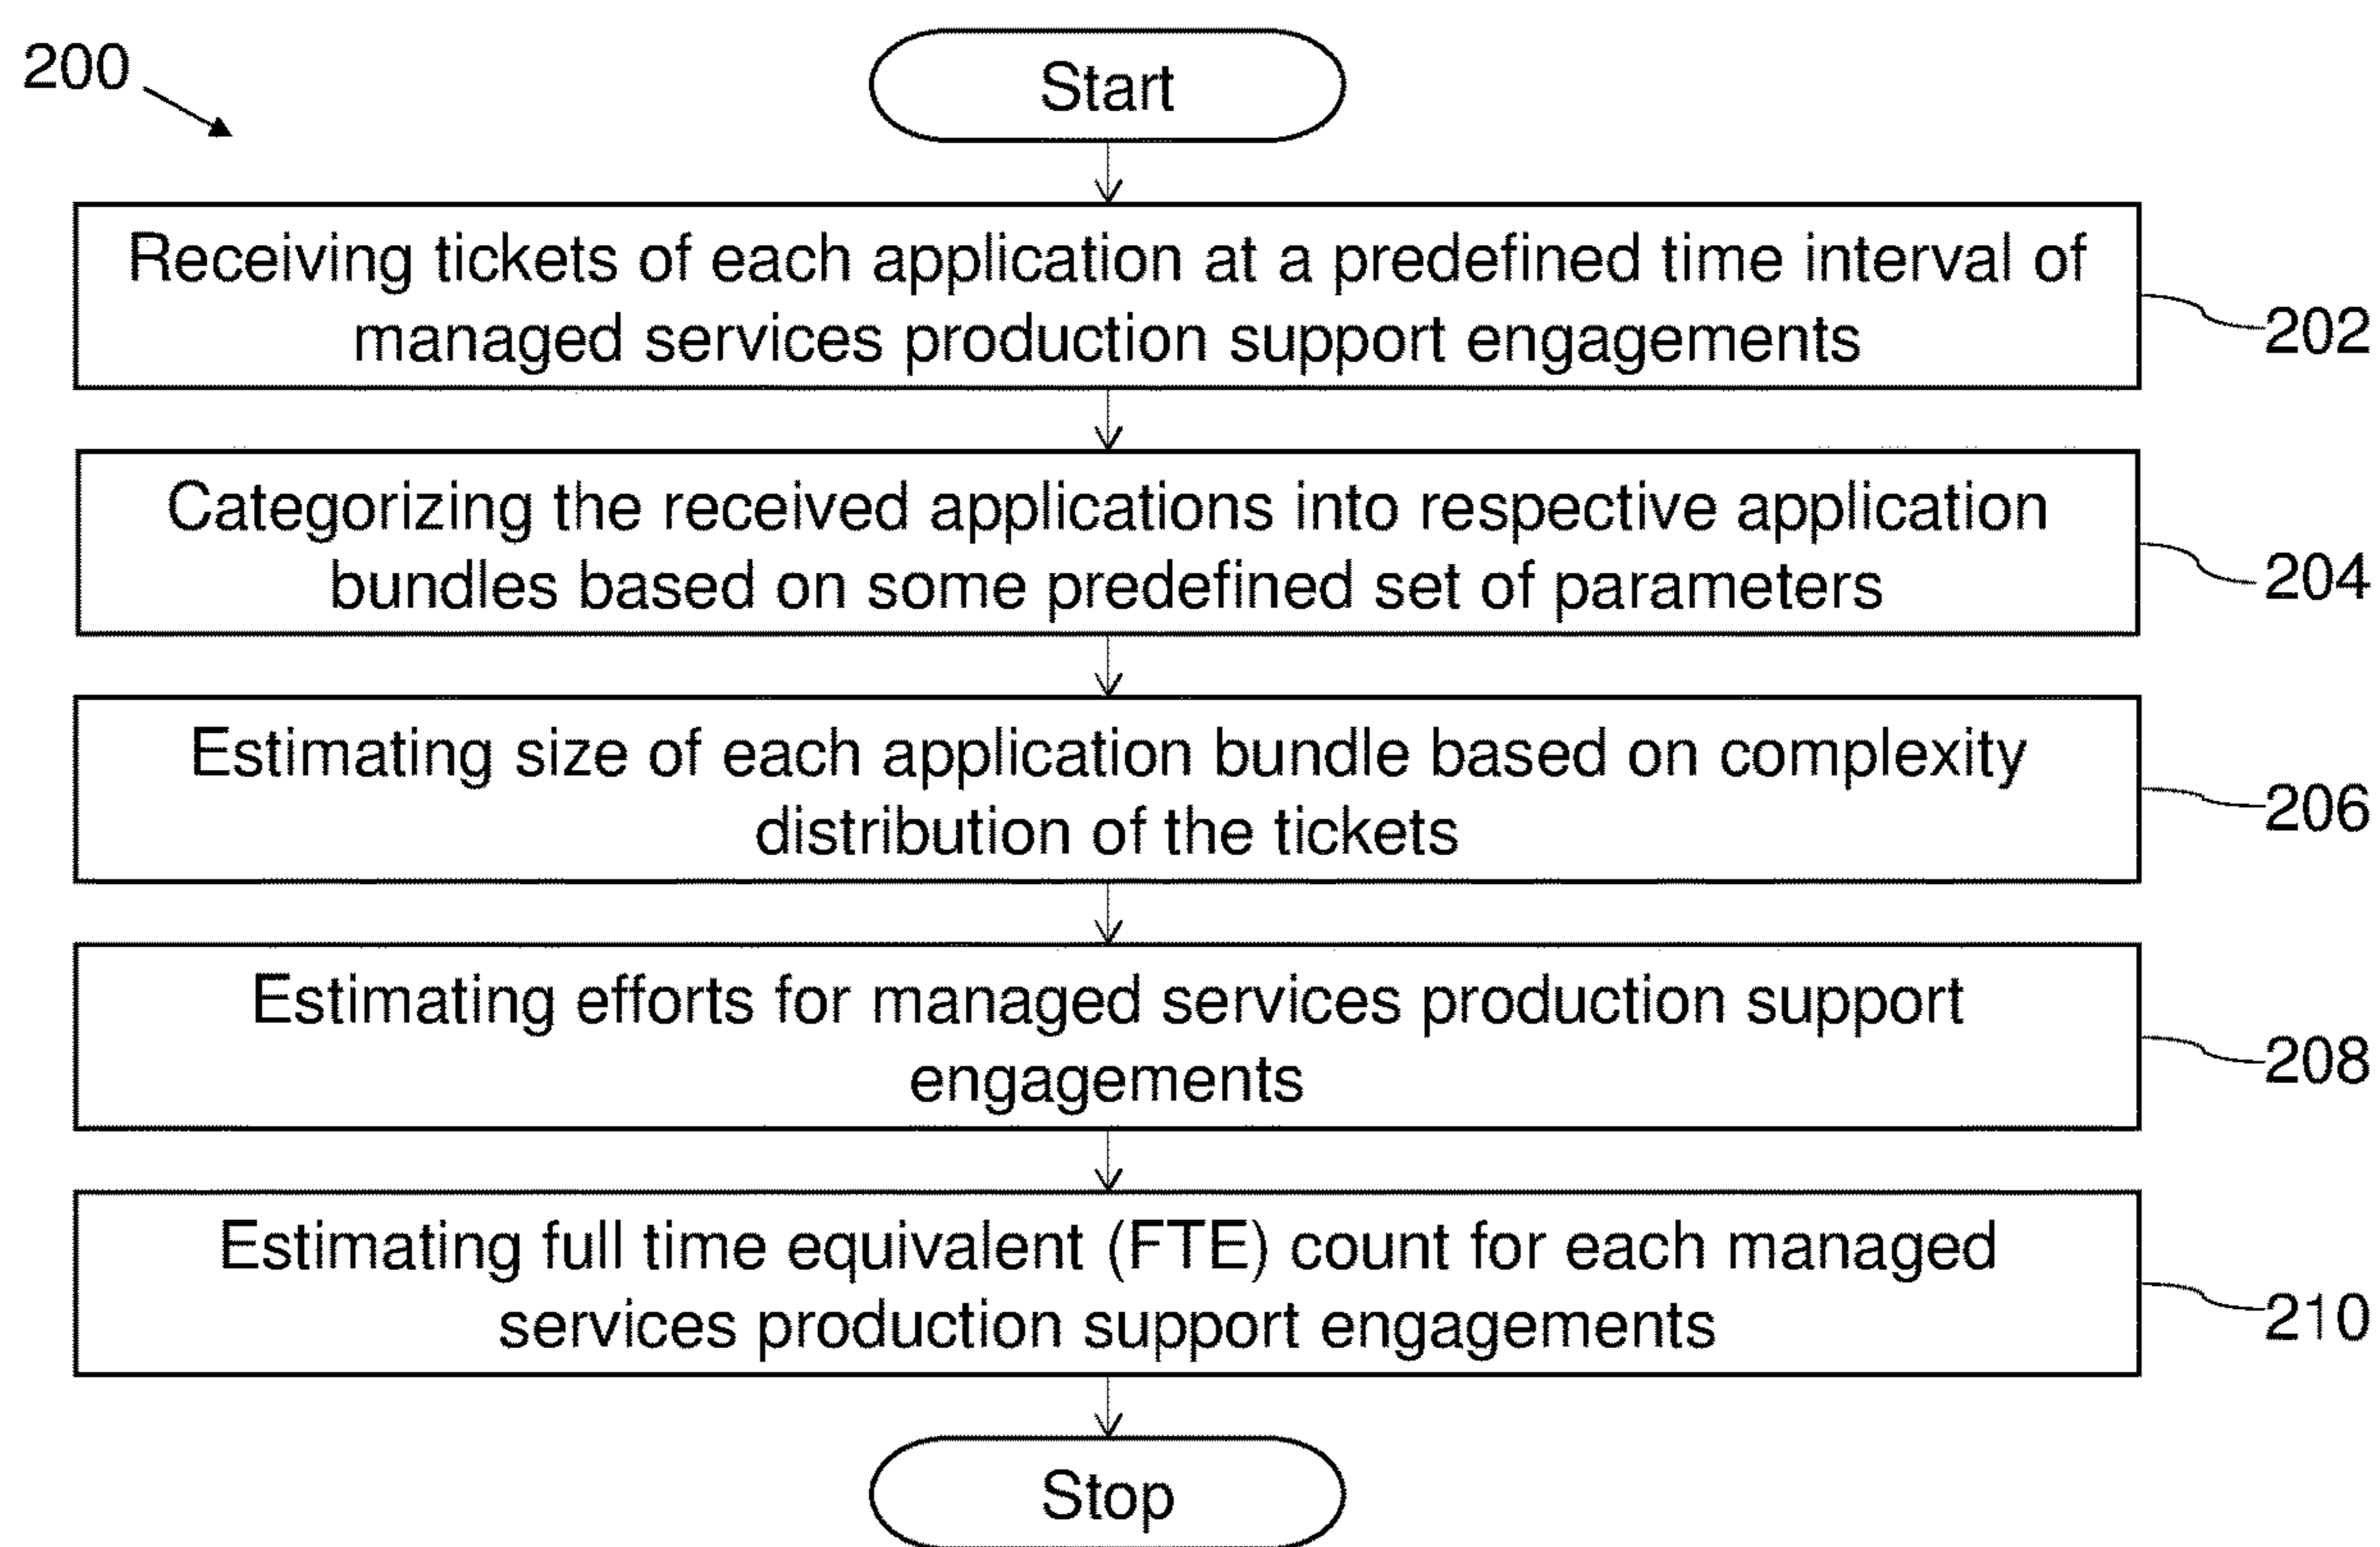 200
Start
Receiving tickets of each application at a predefined time interval of
managed services production support engagements
202
Categorizing the received applications into respective application
bundles based on some predefined set of parameters
204
Estimating size of each application bundle based on complexity
distribution of the tickets
206
Estimating efforts for managed services production support
engagements
208
Estimating full time equivalent (FTE) count for each managed
services production support engagements
210
Stop